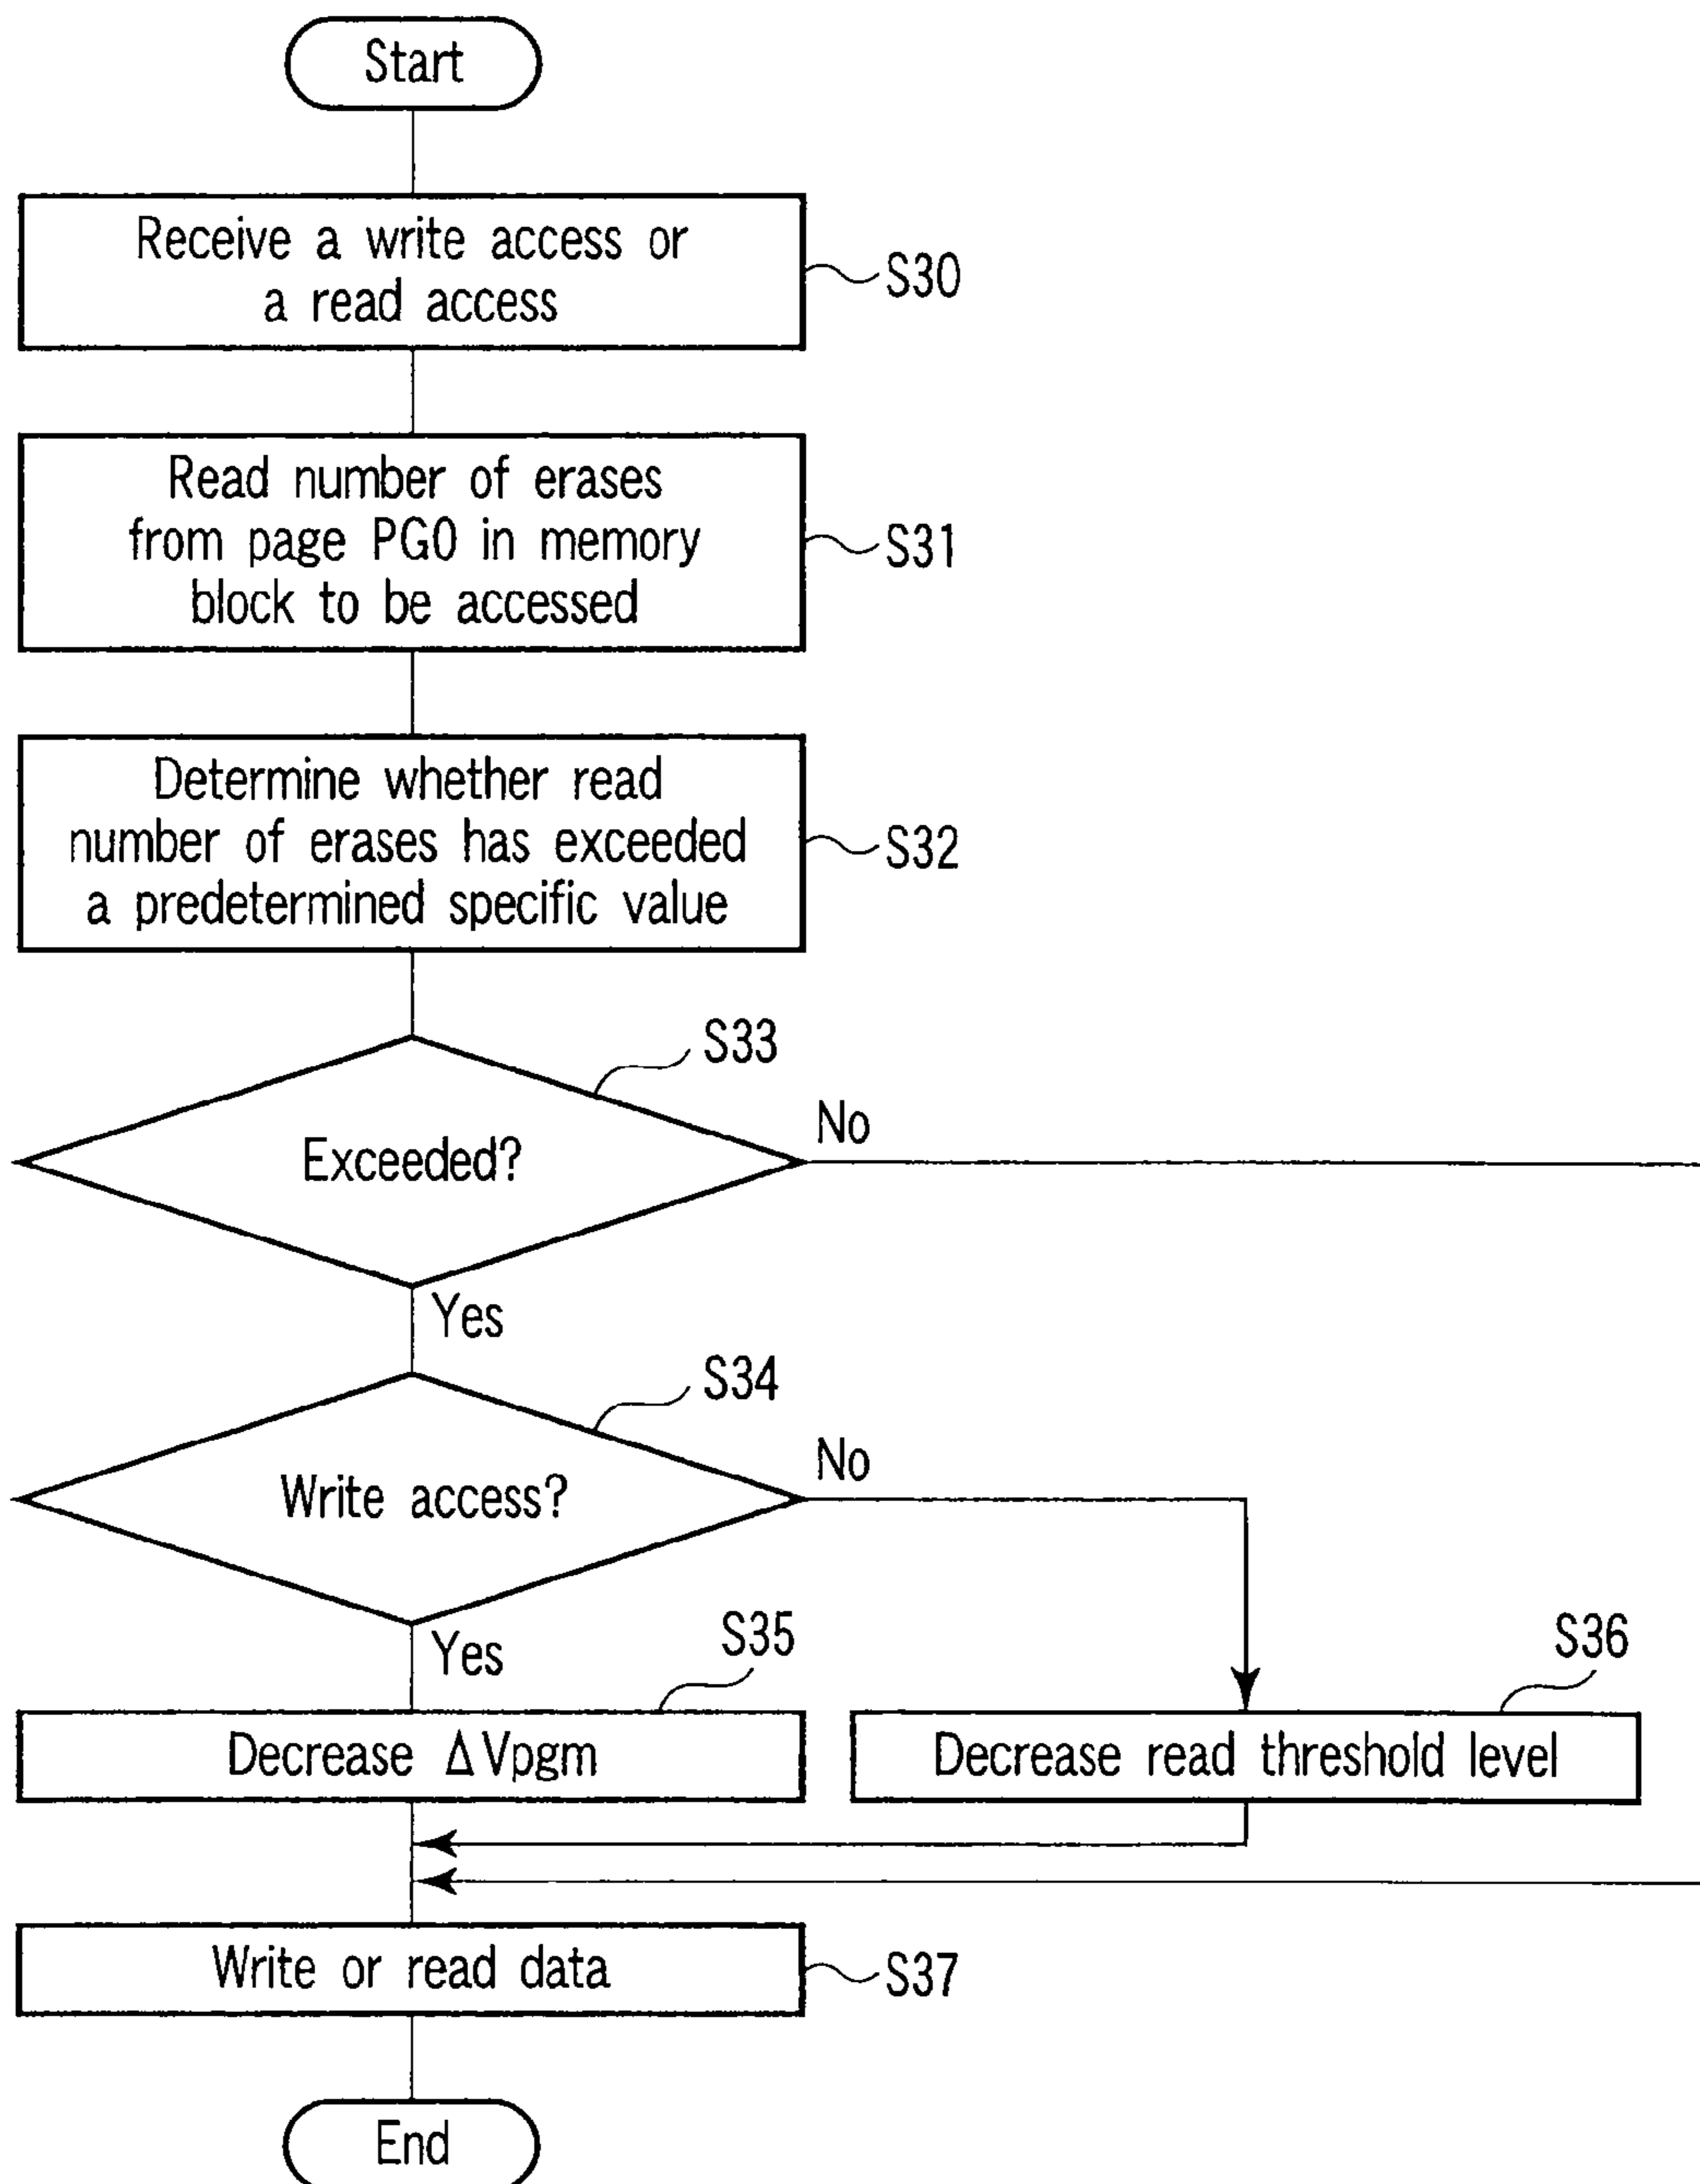 Start
Receive a write access or
a read access
S30
Read number of erases
from page PG0 in memory
block to be accessed
S31
Determine whether read
number of erases has exceeded
a predetermined specific value
S32
S33
Exceeded?
No
Yes
S34
Write access?
No
Yes
S35
S36
Decrease ΔVpgm
Decrease read threshold level
Write or read data
S37
End